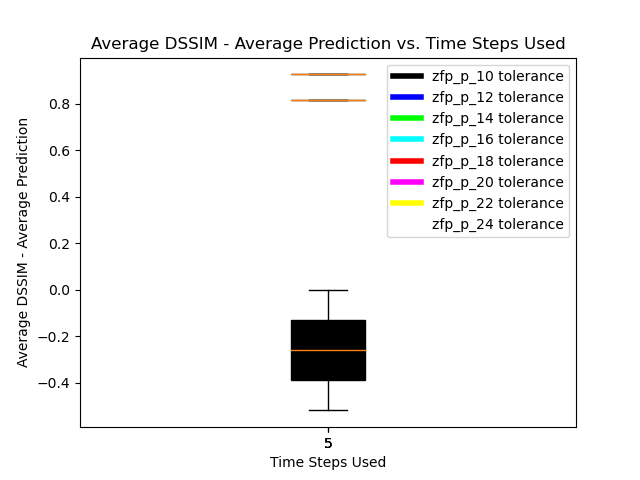 Average DSSIM - Average Prediction vs. Time Steps Used
Average DSSIM - Average Prediction
0.8
0.6
0.4
0.2
0.0
−0.2
−0.4
zfp_p_10 tolerance
zfp_p_12 tolerance
zfp_p_14 tolerance
zfp_p_16 tolerance
zfp_p_18 tolerance
zfp_p_20 tolerance
zfp_p_22 tolerance
zfp_p_24 tolerance
5
Time Steps Used